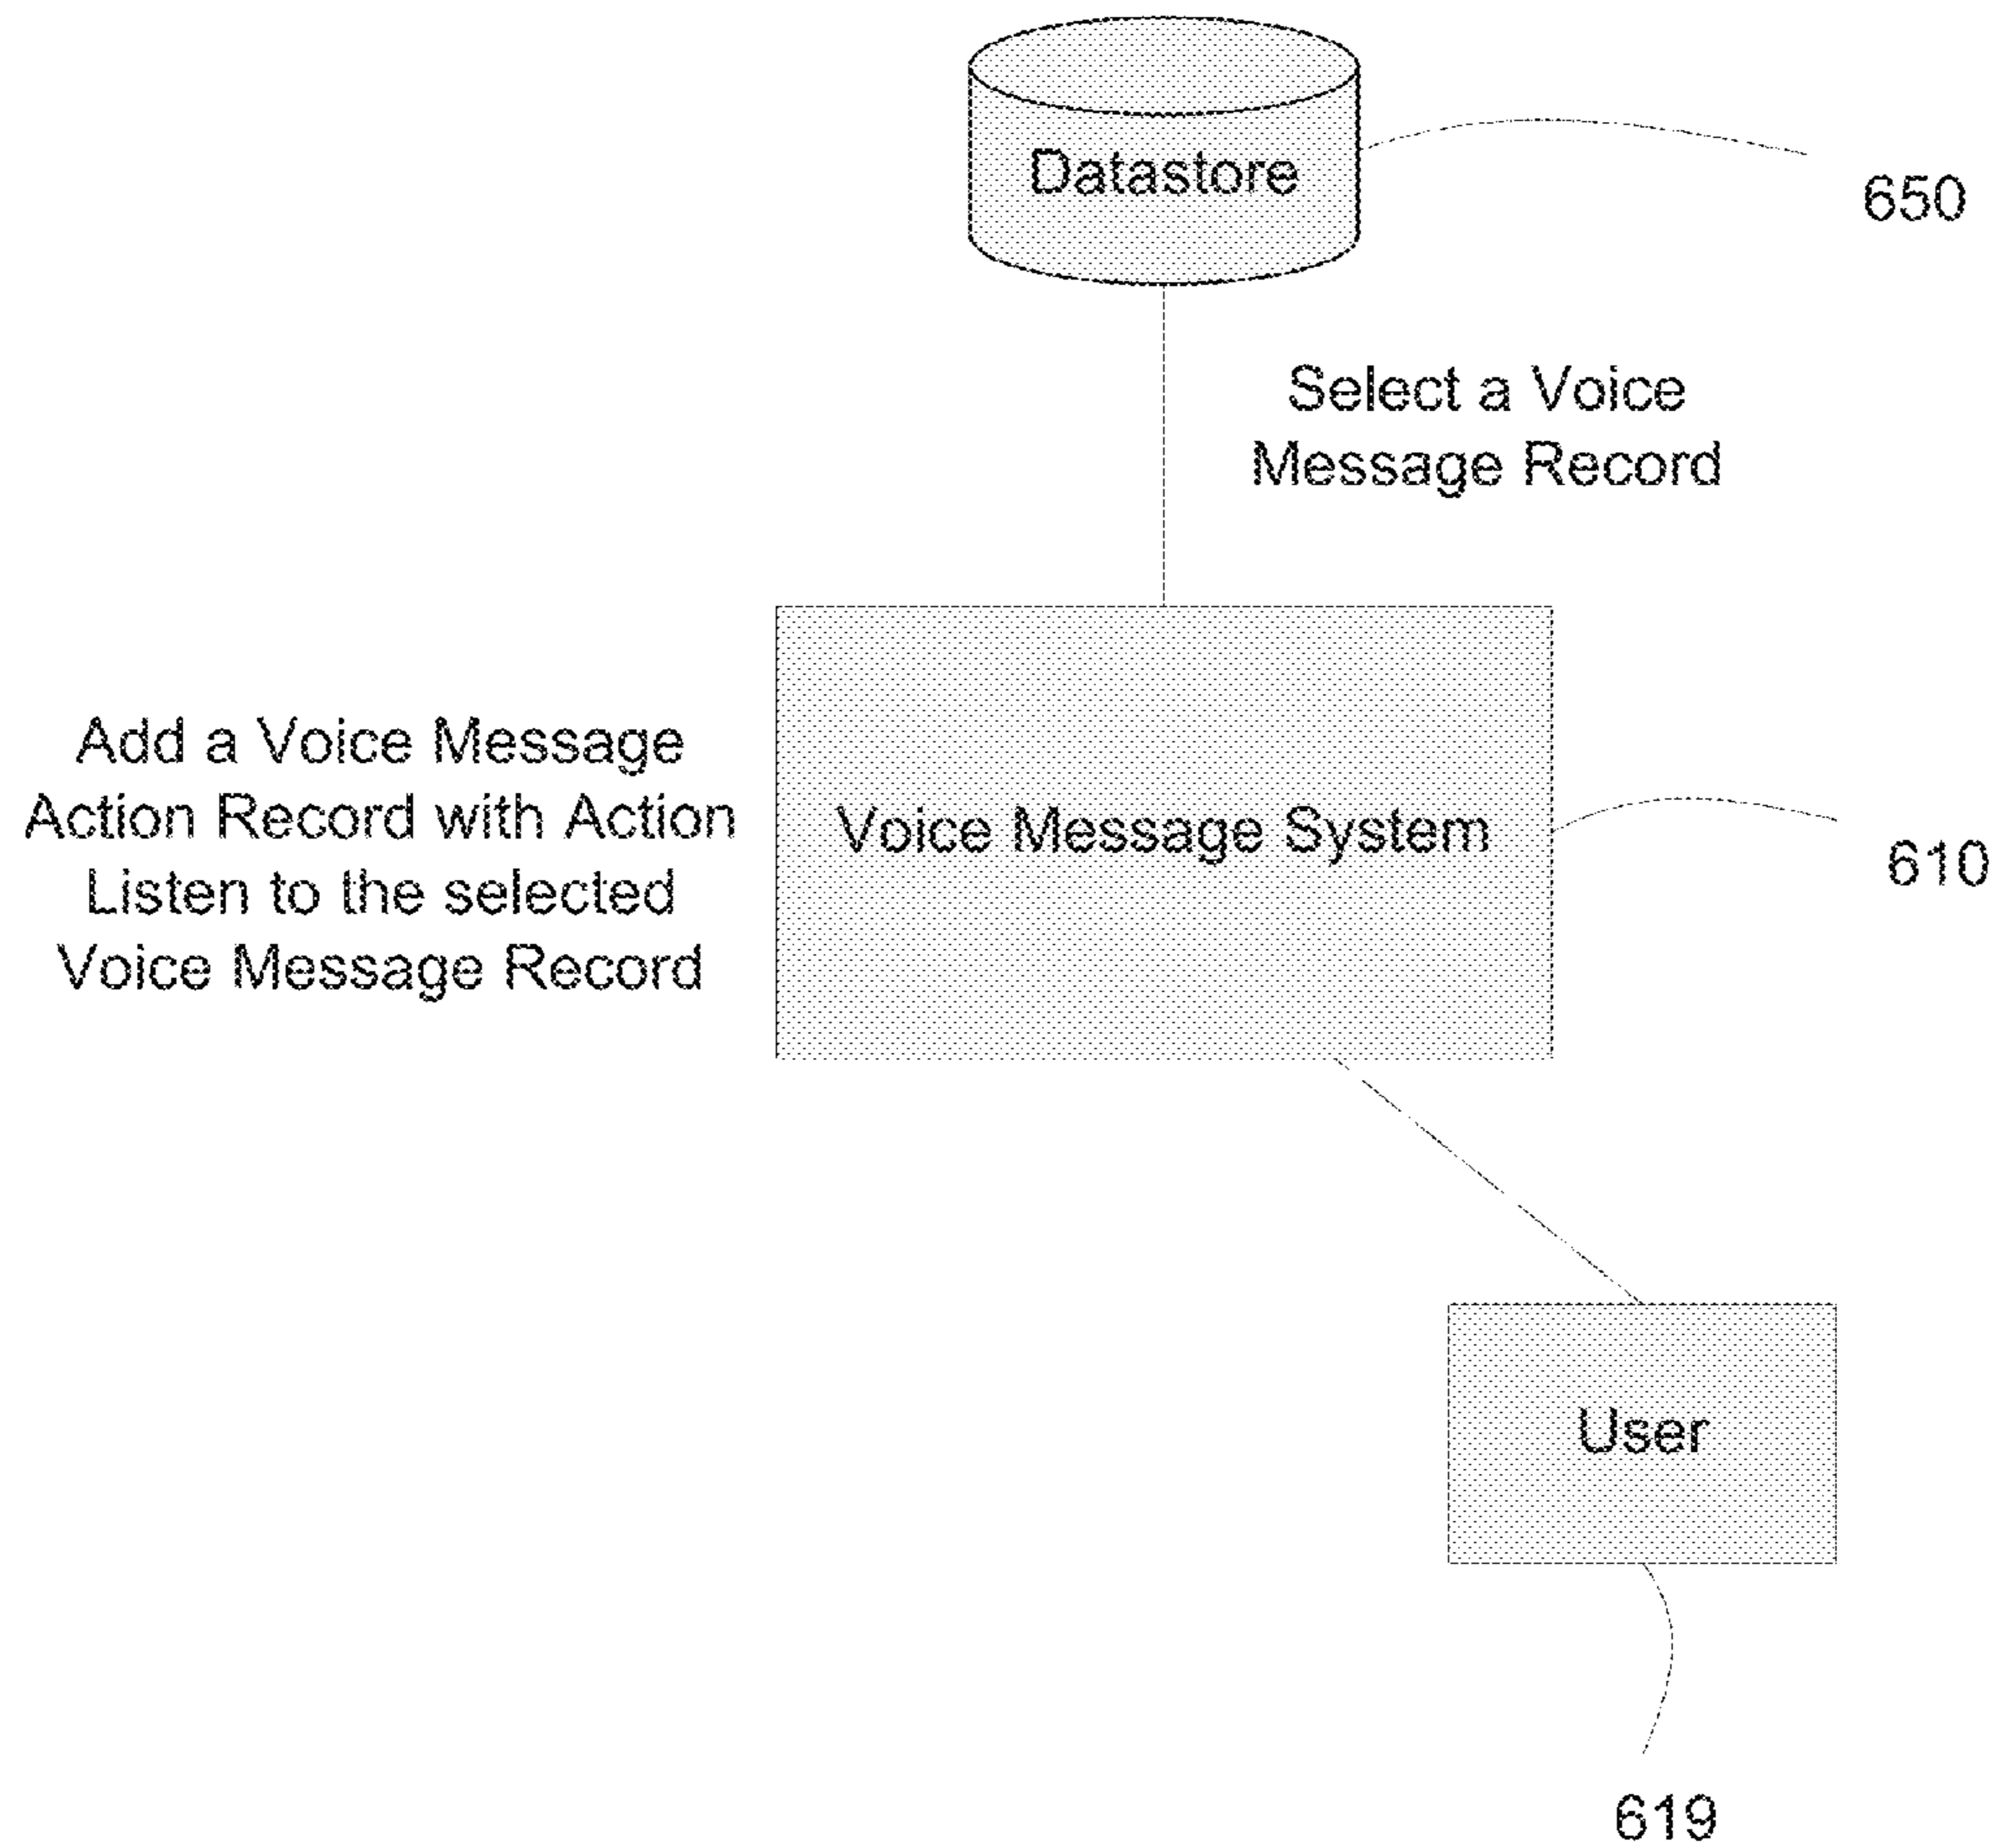 Datastore
650
Select a Voice
Message Record
Add a Voice Message
Action Record with Action
Listen to the selected
Voice Message Record
Voice Message System
610
User
619